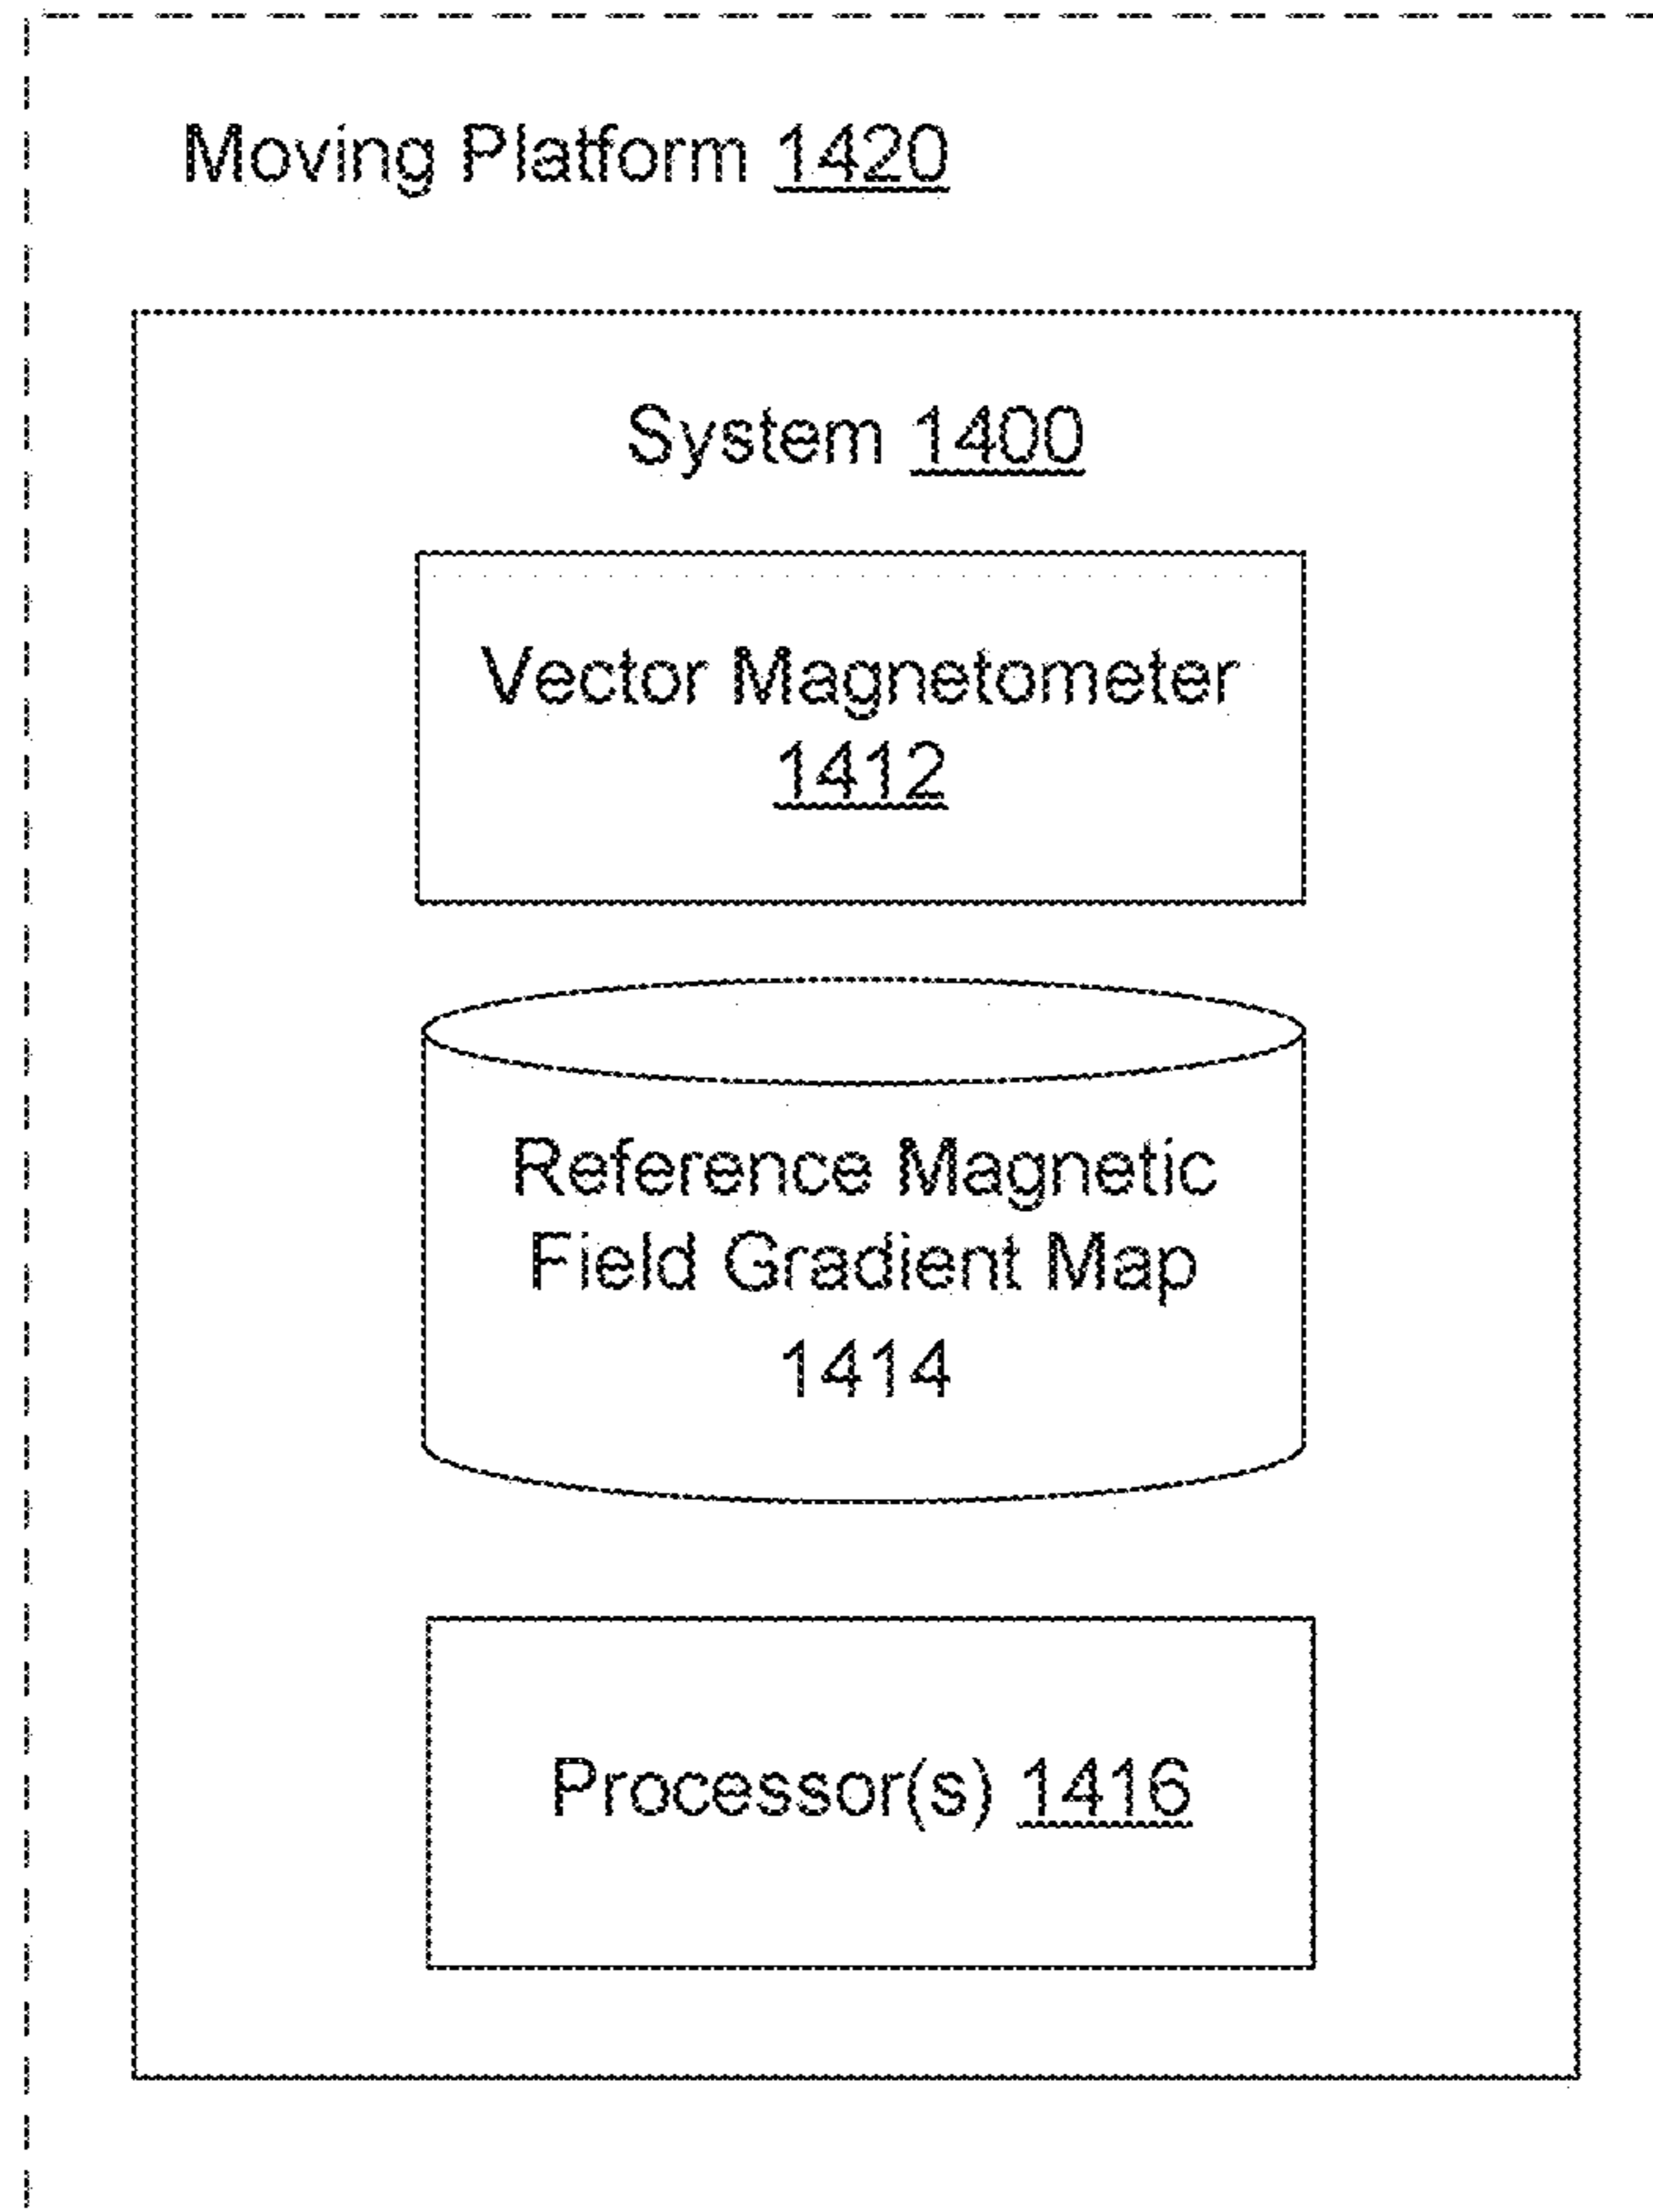 Moving Platform 1420
System 1400
Vector Magnetometer
1412
Reference Magnetic
Field Gradient Map
1414
Processor(s) 1416